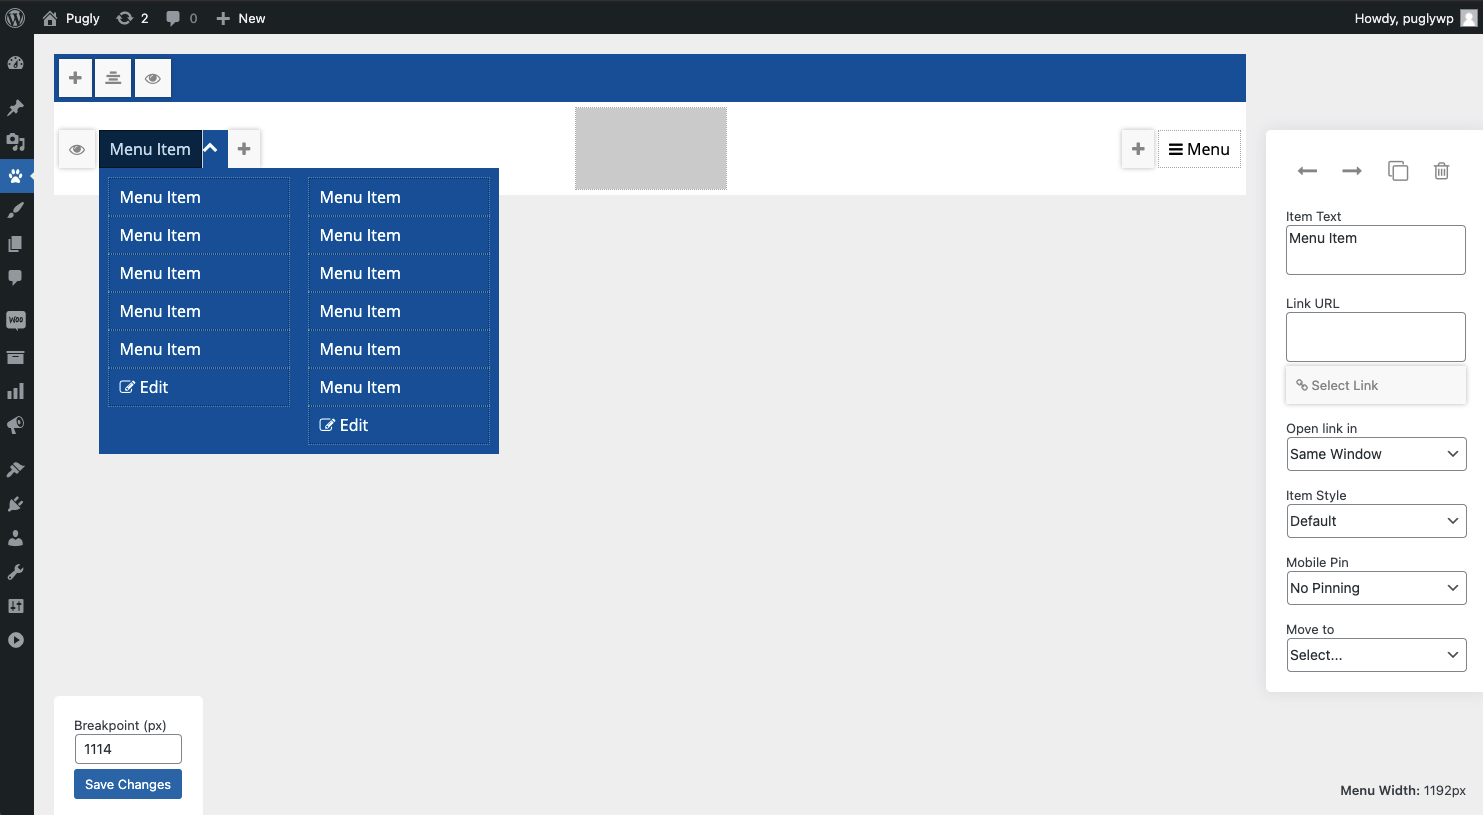 Pugly 2 0 New
Howdy, puglywp
Menu Item
Menu
Menu Item
Menu Item
Menu Item
Menu Item
Menu Item
Edit
Menu Item
Menu Item
Menu Item
Menu Item
Menu Item
Menu Item
Edit
Item Text
Menu Item
Link URL
Select Link
Open link in
Same Window
Item Style
Default
Mobile Pin
No Pinning
Move to
Select...
Woo
Breakpoint (px)
1114
Save Changes
Menu Width: 1192px